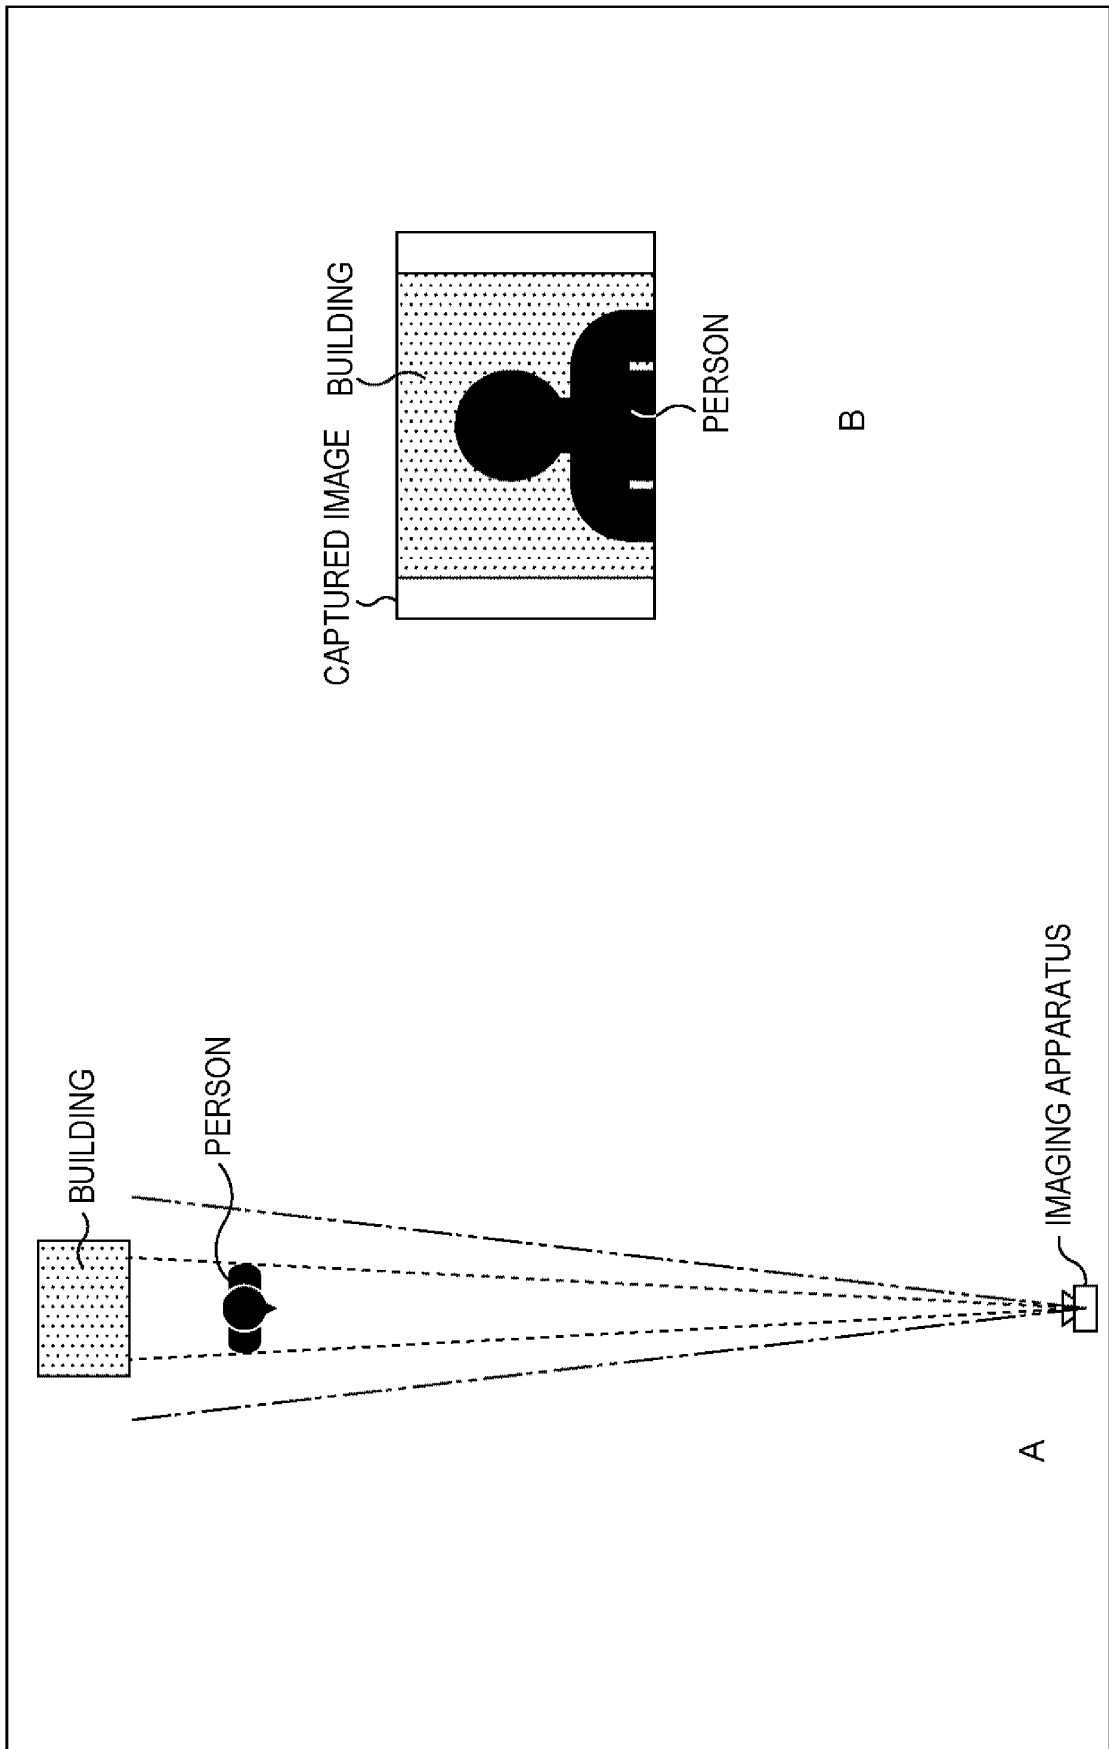 BUILDING
PERSON
IMAGING APPARATUS
A
CAPTURED IMAGE
BUILDING
PERSON
B